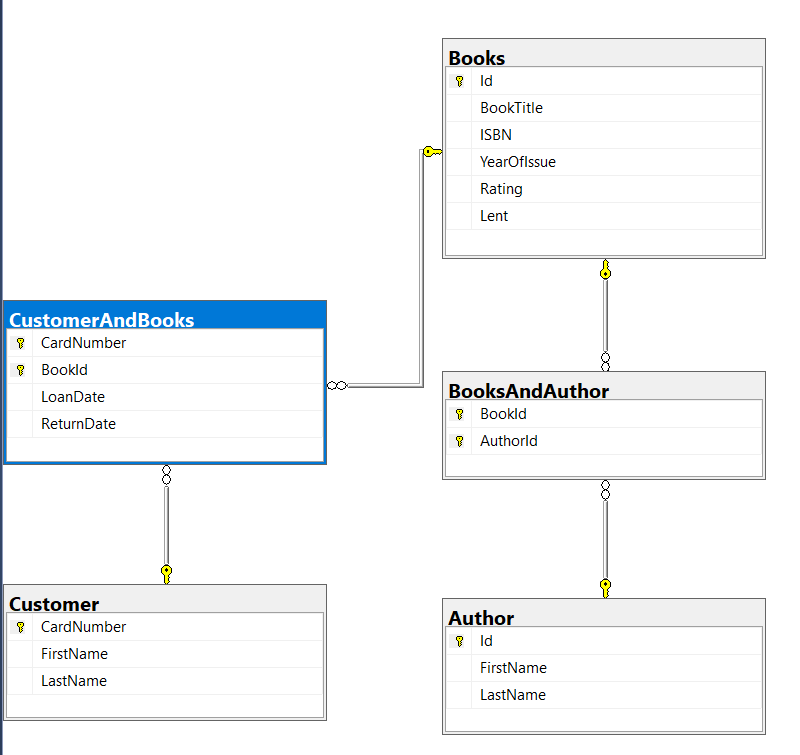 Books
Id
BookTitle
ISBN
YearOfIssue
Rating
Lent
CustomerAndBooks
CardNumber
BookId
LoanDate
ReturnDate
BooksAndAuthor
BookId
AuthorId
Customer
CardNumber
FirstName
LastName
Author
Id
FirstName
LastName